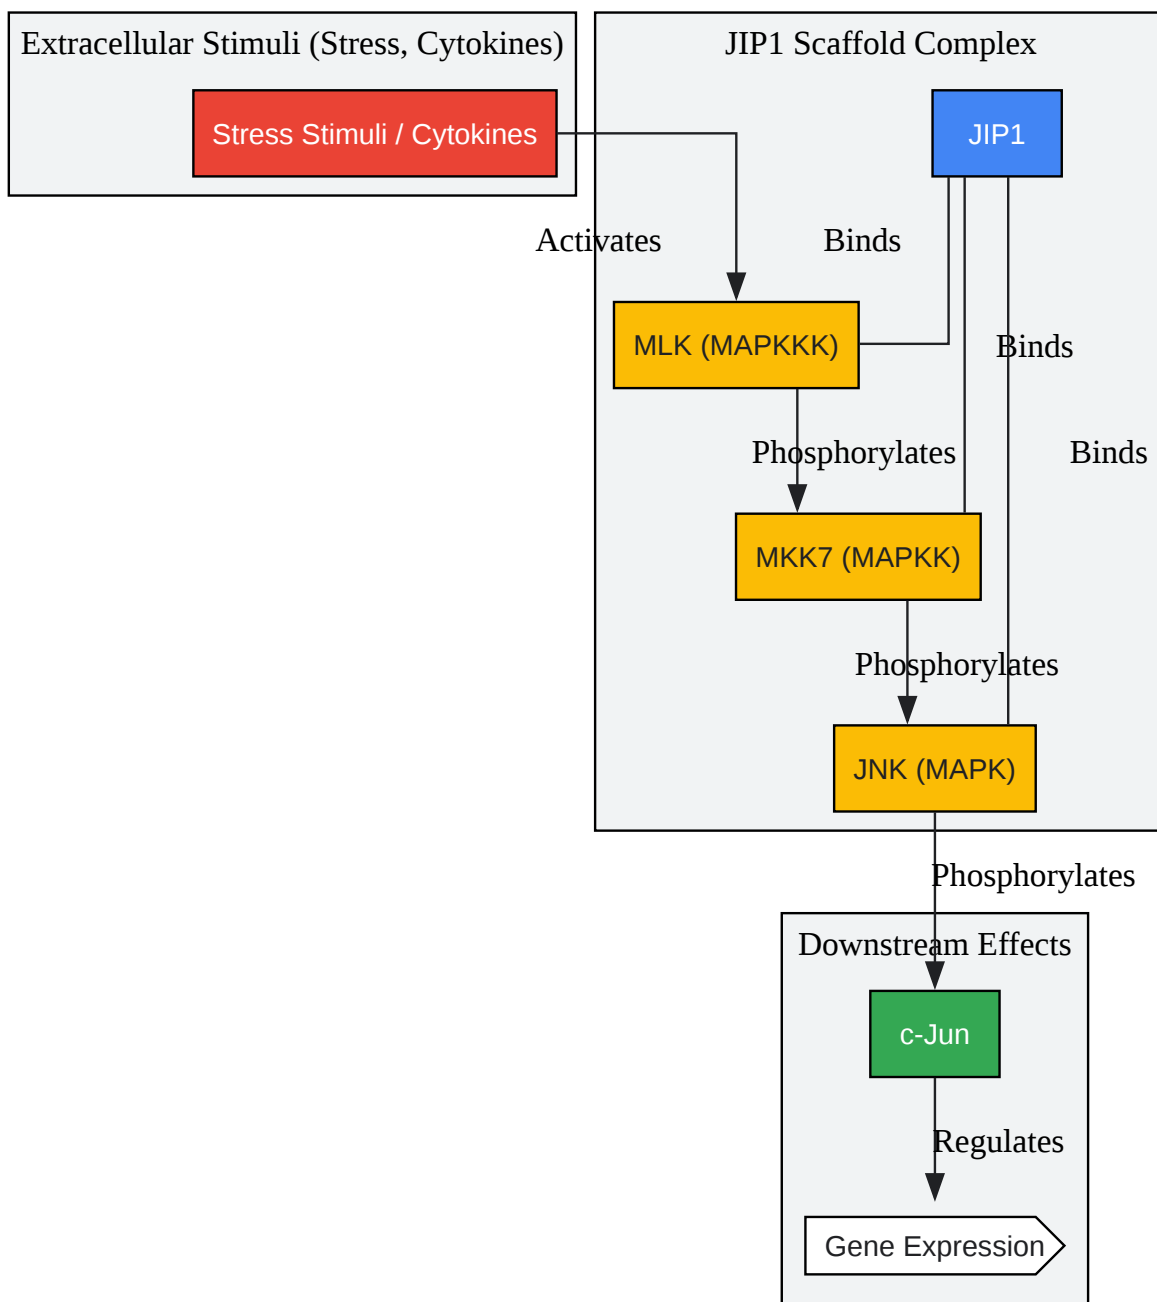 Extracellular Stimuli (Stress, Cytokines)
JIP1 Scaffold Complex
Stress Stimuli / Cytokines
JIP1
Activates
Binds
MLK (MAPKKK)
Binds
Phosphorylates
Binds
MKK7 (MAPKK)
Phosphorylates
JNK (MAPK)
Phosphorylates
Downstream Effects
c-Jun
Regulates
Gene Expression